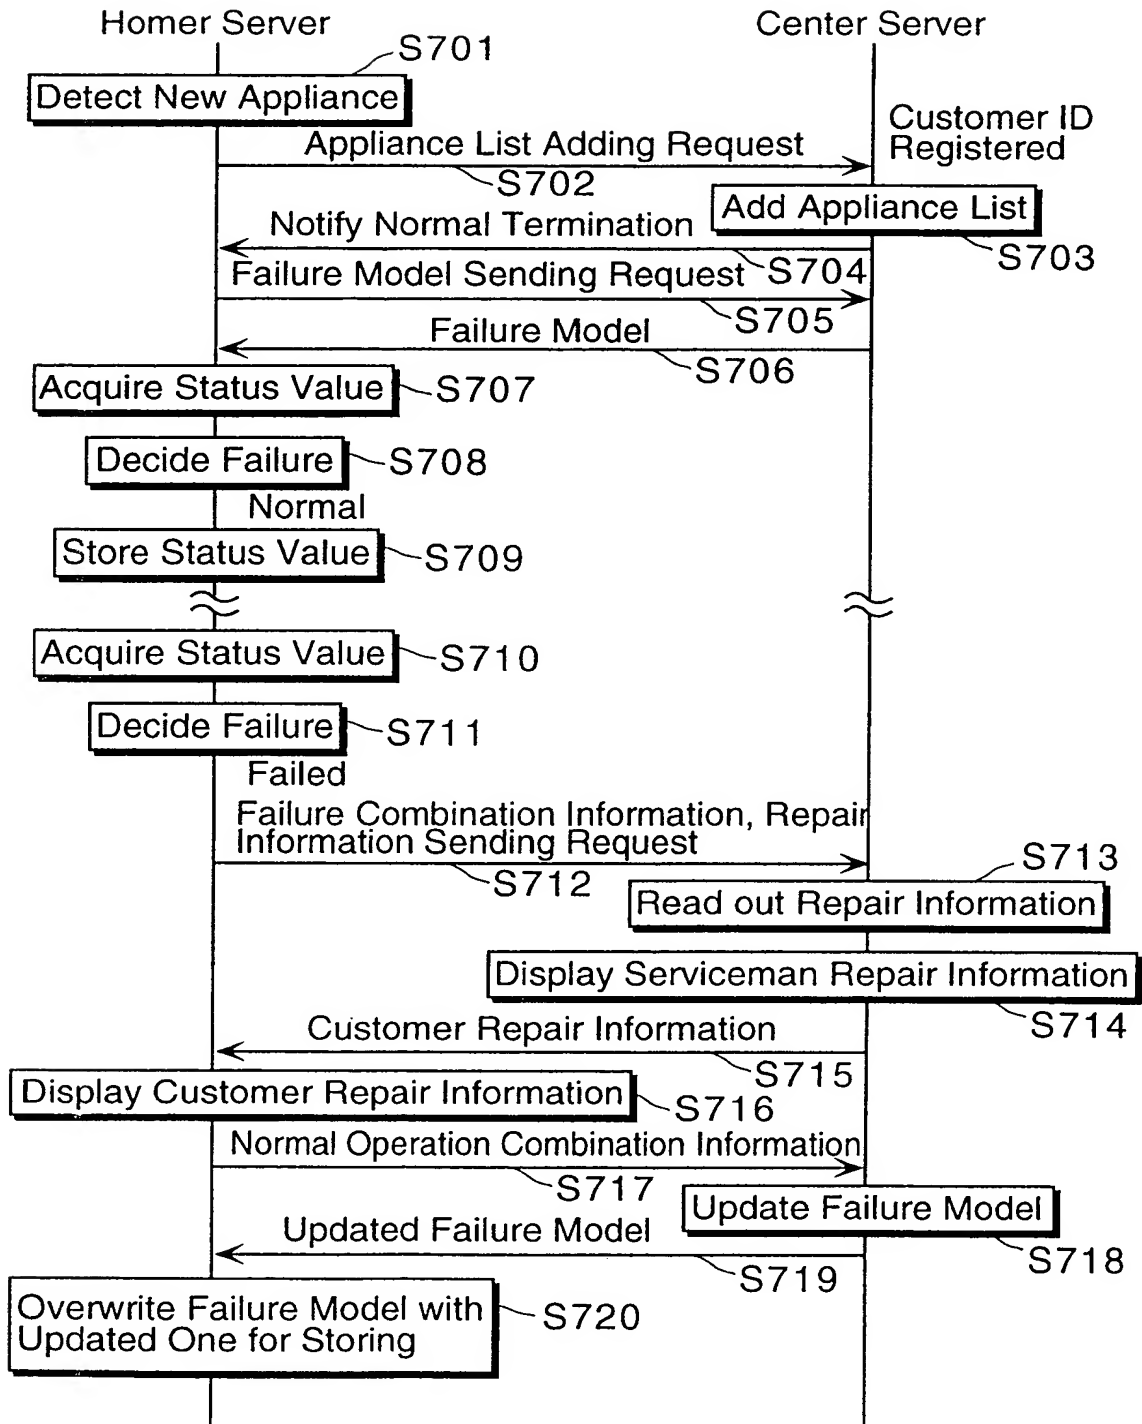 Homer Server
Center Server
S701
Detect New Appliance
Customer ID
Registered
Appliance List Adding Request
S702
Add Appliance List
S703
Notify Normal Termination
S704
Failure Model Sending Request
S705
Failure Model
S706
Acquire Status Value
S707
Decide Failure
S708
Normal
Store Status Value
S709
Acquire Status Value
S710
Decide Failure
S711
Failed
Failure Combination Information, Repair
Information Sending Request
S712
S713
Read out Repair Information
Display Serviceman Repair Information
S714
Customer Repair Information
S715
Display Customer Repair Information
S716
Normal Operation Combination Information
S717
Update Failure Model
S718
Updated Failure Model
S719
Overwrite Failure Model with
Updated One for Storing
S720